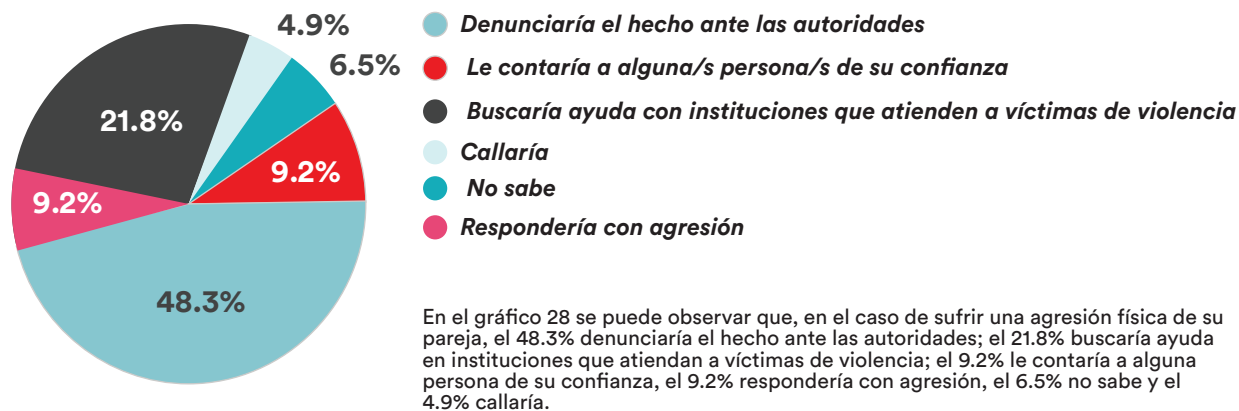 4.9%
6.5%
21.8%
9.2%
9.2%
48.3%
Denunciaría el hecho ante las autoridades
Le contaría a alguna/s persona/s de su confianza
Buscaría ayuda con instituciones que atienden a víctimas de violencia
Callaría
No sabe
Respondería con agresión
En el gráfico 28 se puede observar que, en el caso de sufrir una agresión física de su
pareja, el 48.3% denunciaría el hecho ante las autoridades; el 21.8% buscaría ayuda
en instituciones que atiendan a víctimas de violencia; el 9.2% le contaría a alguna
persona de su confianza, el 9.2% respondería con agresión, el 6.5% no sabe y el
4.9% callaría.